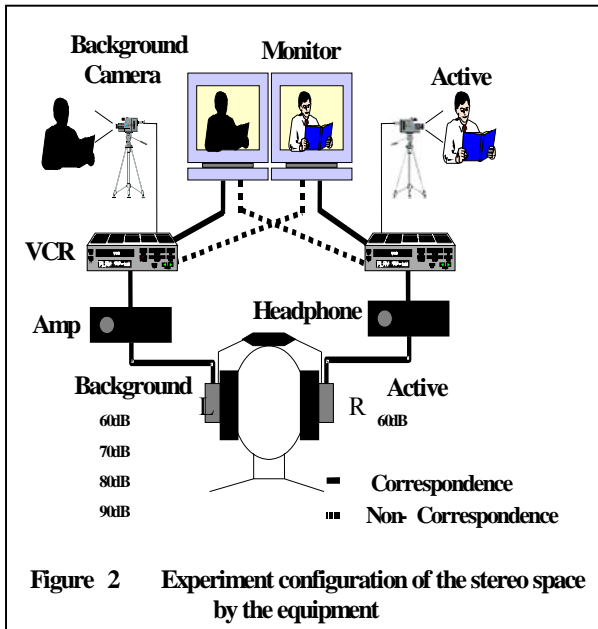 Background
Camera
Monitor
Active
VCR
Amp
Headphone
Background
L
R
Active
60dB
60dB
70dB
80dB
90dB
Correspondence
Non- Correspondence
Figure 2 Experiment configuration of the stereo space
by the equipment